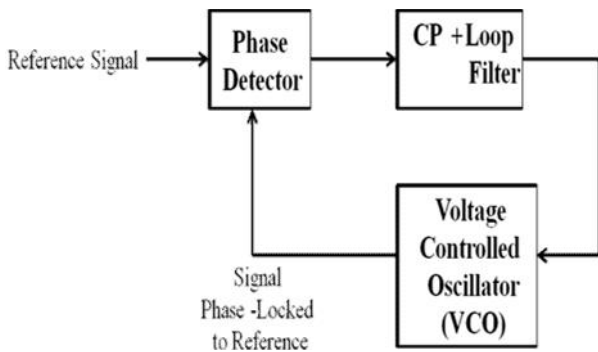 Reference Signal
Phase
Detector
CP +Loop
Filter
Voltage
Controlled
Oscillator
(VCO)
Signal
Phase -Locked
to Reference